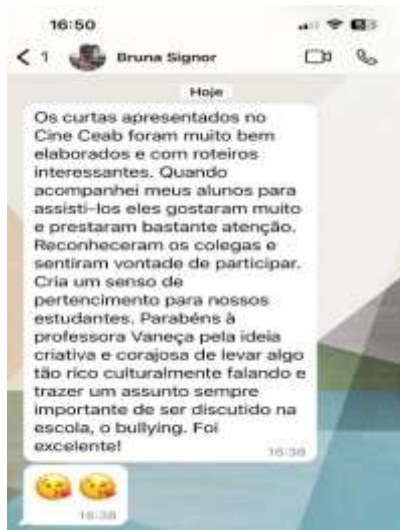 16:50
1 Bruna Signor
Hoje
Os curtas apresentados no
Cine Ceab foram muito bem
elaborados e com roteiros
interessantes. Quando
acompanhei meus alunos para
assisti-los eles gostaram muito
e prestaram bastante atenção.
Reconheceram os colegas e
sentiram vontade de participar.
Cria um senso de
pertencimento para nossos
estudantes. Parabéns à
professora Vaneça pela ideia
criativa e corajosa de levar algo
tão rico culturalmente falando e
trazer um assunto sempre
importante de ser discutido na
escola, o bullying. Foi
excelente!
16:38
😘😘
16:38